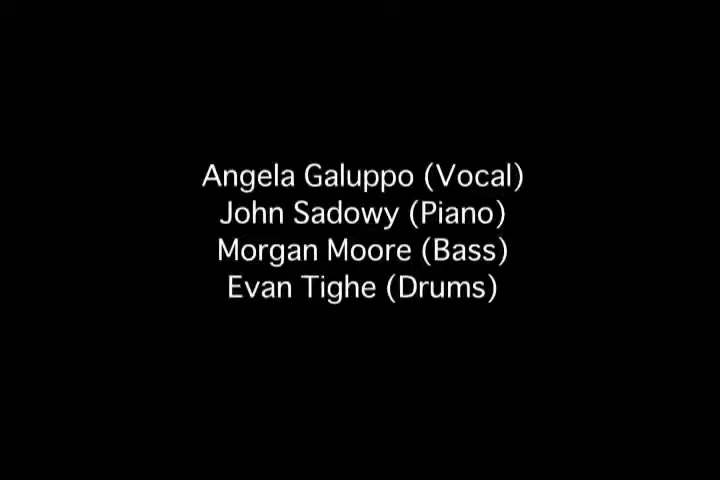 Angela Galuppo (Vocal)
John Sadowy (Piano)
Morgan Moore (Bass)
Evan Tighe (Drums)